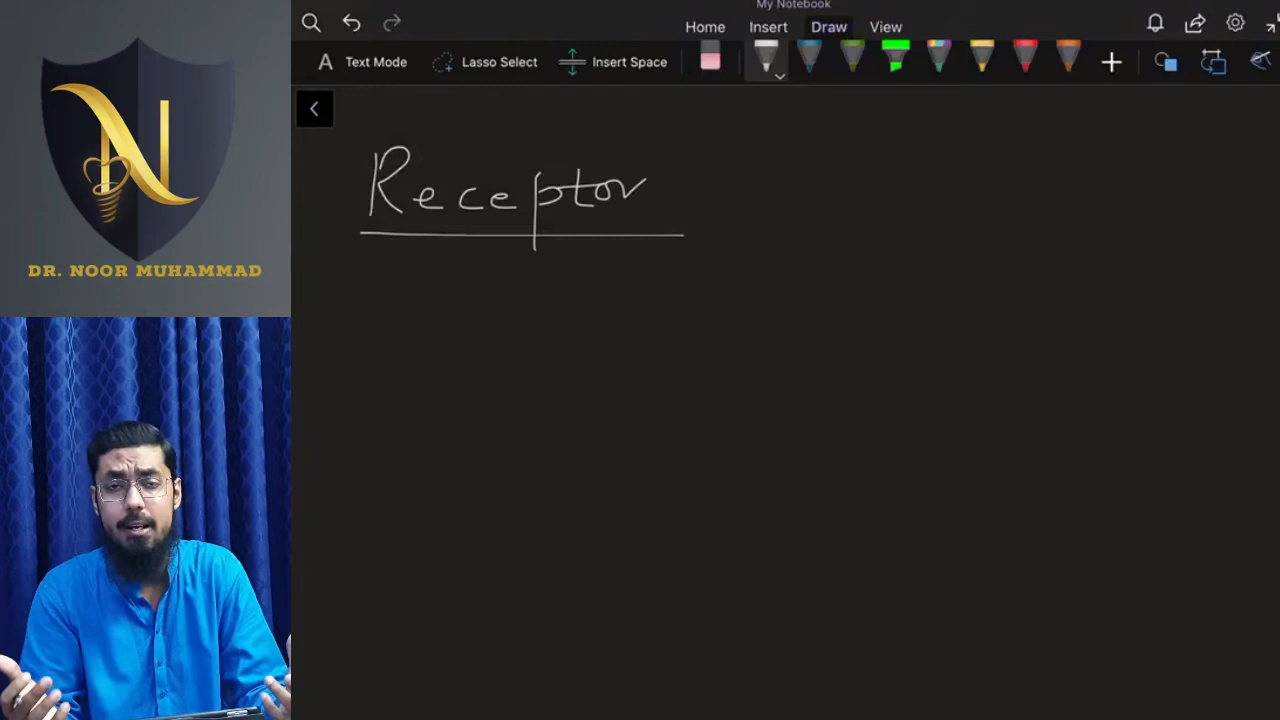 My Notebook
Home Insert Draw View
A Text Mode Lasso Select Insert Space
Receptor
N
DR. NOOR MUHAMMAD